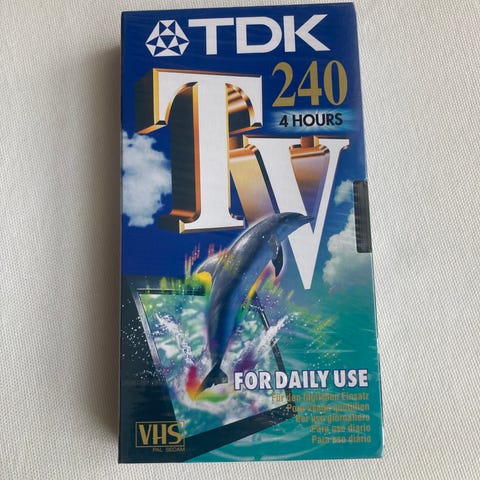 TDK
TV
240
4 HOURS
FOR DAILY USE
Für den täglichen Einsatz
Pour usage quotidien
Per uso giornaliero
Para uso diario
Para uso diário
VHS
PAL SECAM